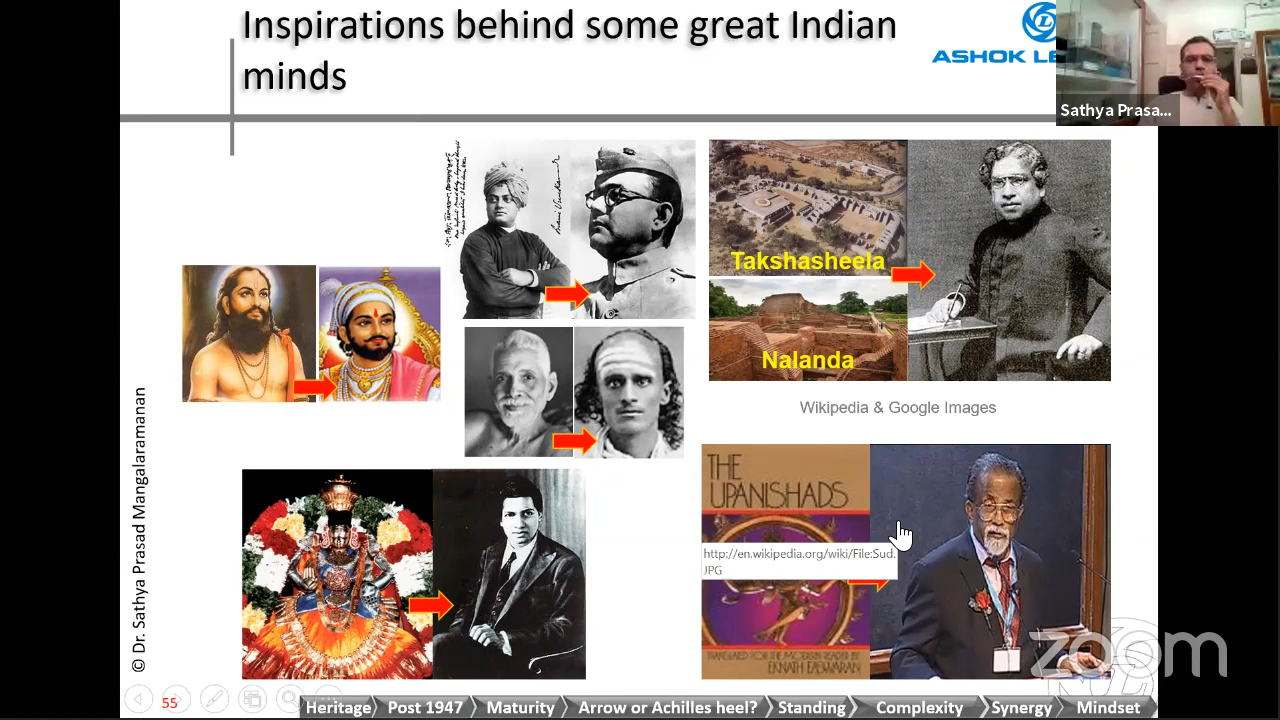 Inspirations behind some great Indian
minds
ASHOK LE
Sathya Prasa...
Takshasheela
Nalanda
Wikipedia & Google Images
THE
UPANISHADS
http://en.wikipedia.org/wiki/File:Sud.
JPG
TRANSLATED FOR THE MODERN READER BY
EKNATH EASWARAN
© Dr. Sathya Prasad Mangalaramanan
zoom
55
Heritage
Post 1947
Maturity
Arrow or Achilles heel?
Standing
Complexity
Synergy
Mindset